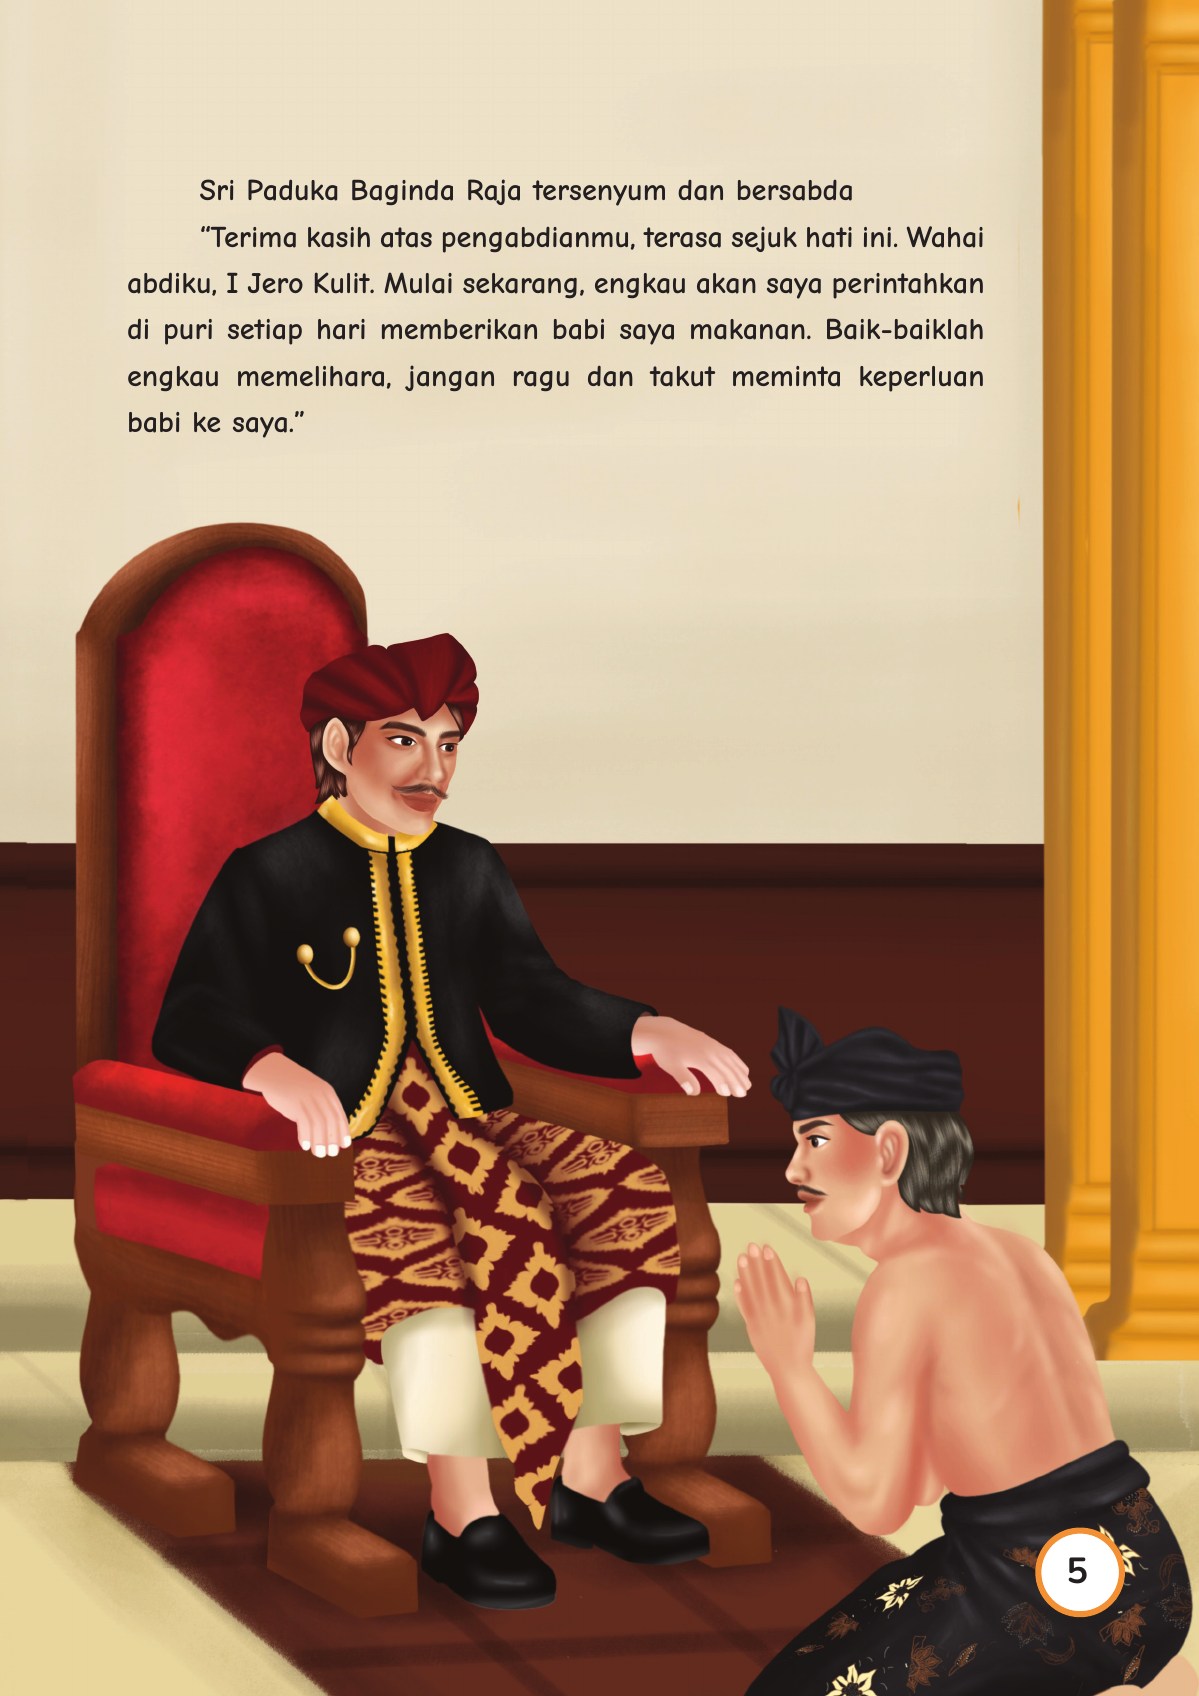 Sri Paduka Baginda Raja tersenyum dan bersabda
“Terima kasih atas pengabdianmu, terasa sejuk hati ini. Wahai
abdiku, I Jero Kulit. Mulai sekarang, engkau akan saya perintahkan
di puri setiap hari memberikan babi saya makanan. Baik-baiklah
engkau memelihara, jangan ragu dan takut meminta keperluan
babi ke saya.”
5